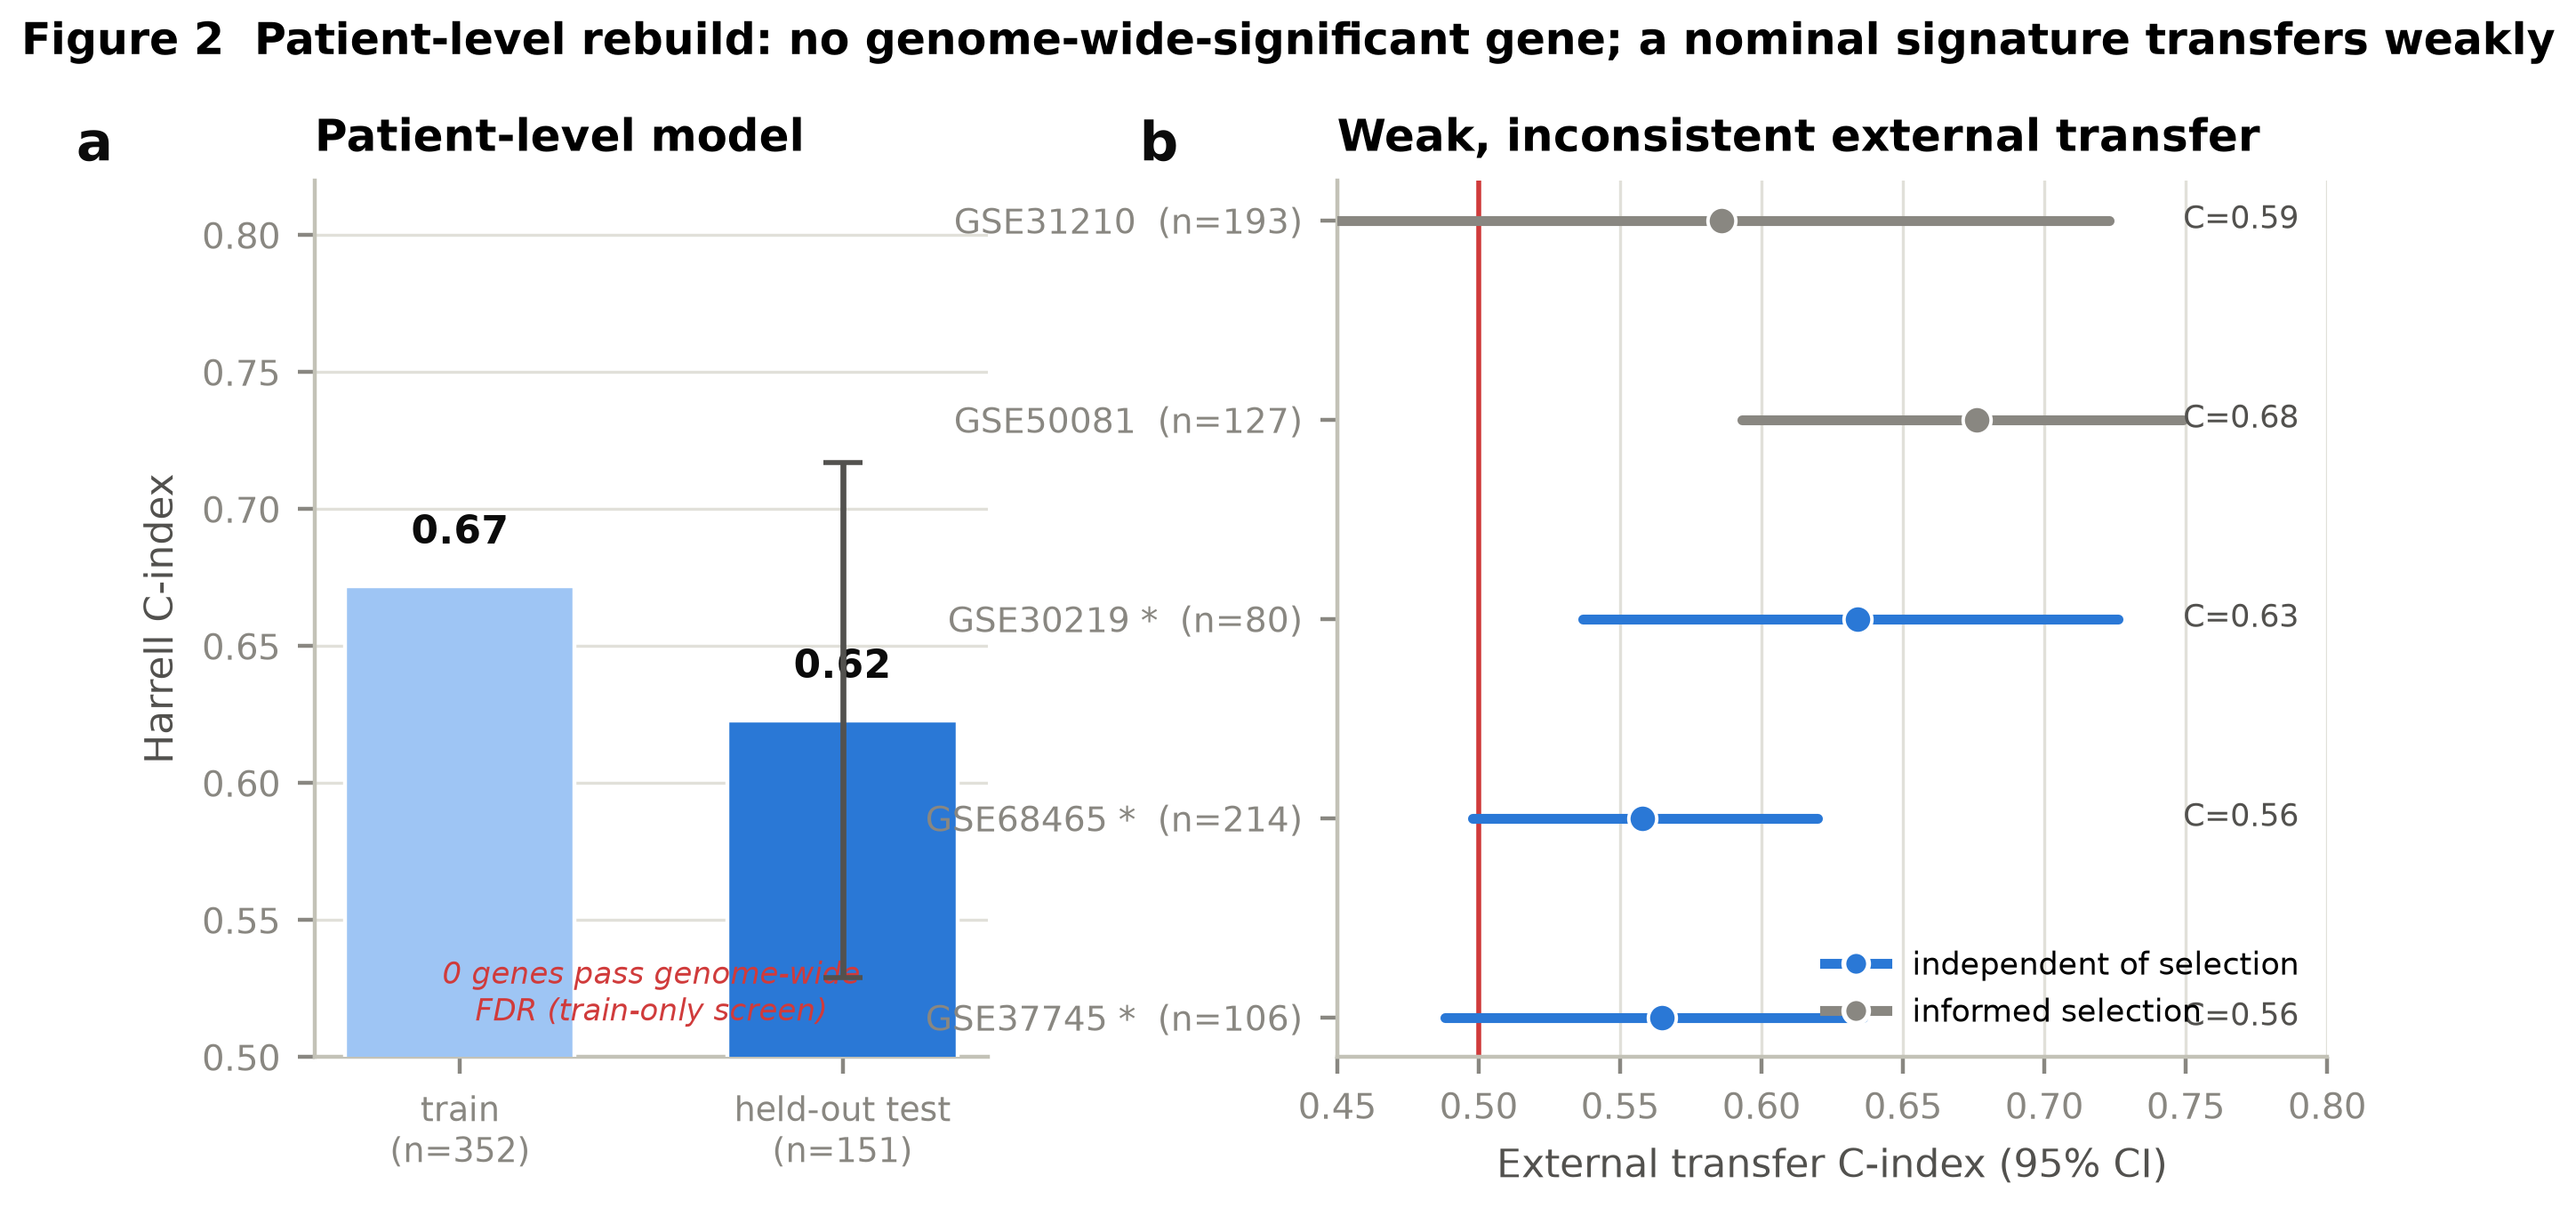 Figure 2  Patient-level rebuild: no genome-wide-significant gene; a nominal signature transfers weakly
a
Patient-level model
Harrell C-index
0.80
0.75
0.70
0.65
0.60
0.55
0.50
0.67
0.62
0 genes pass genome-wide
FDR (train-only screen)
train
(n=352)
held-out test
(n=151)
b
Weak, inconsistent external transfer
GSE31210  (n=193)
C=0.59
GSE50081  (n=127)
C=0.68
GSE30219 *  (n=80)
C=0.63
GSE68465 *  (n=214)
C=0.56
GSE37745 *  (n=106)
C=0.56
independent of selection
informed selection
0.45
0.50
0.55
0.60
0.65
0.70
0.75
0.80
External transfer C-index (95% CI)